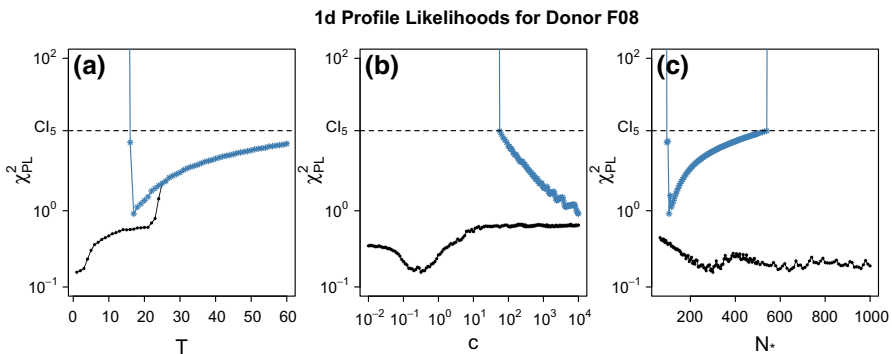 1d Profile Likelihoods for Donor F08
(a)
(b)
(c)
10²
CI₅
χ²PL
10⁰
10⁻¹
0 10 20 30 40 50 60
T
10²
CI₅
χ²PL
10⁰
10⁻¹
10⁻² 10⁻¹ 10⁰ 10¹ 10² 10³ 10⁴
c
10²
CI₅
χ²PL
10⁰
10⁻¹
200 400 600 800 1000
N*